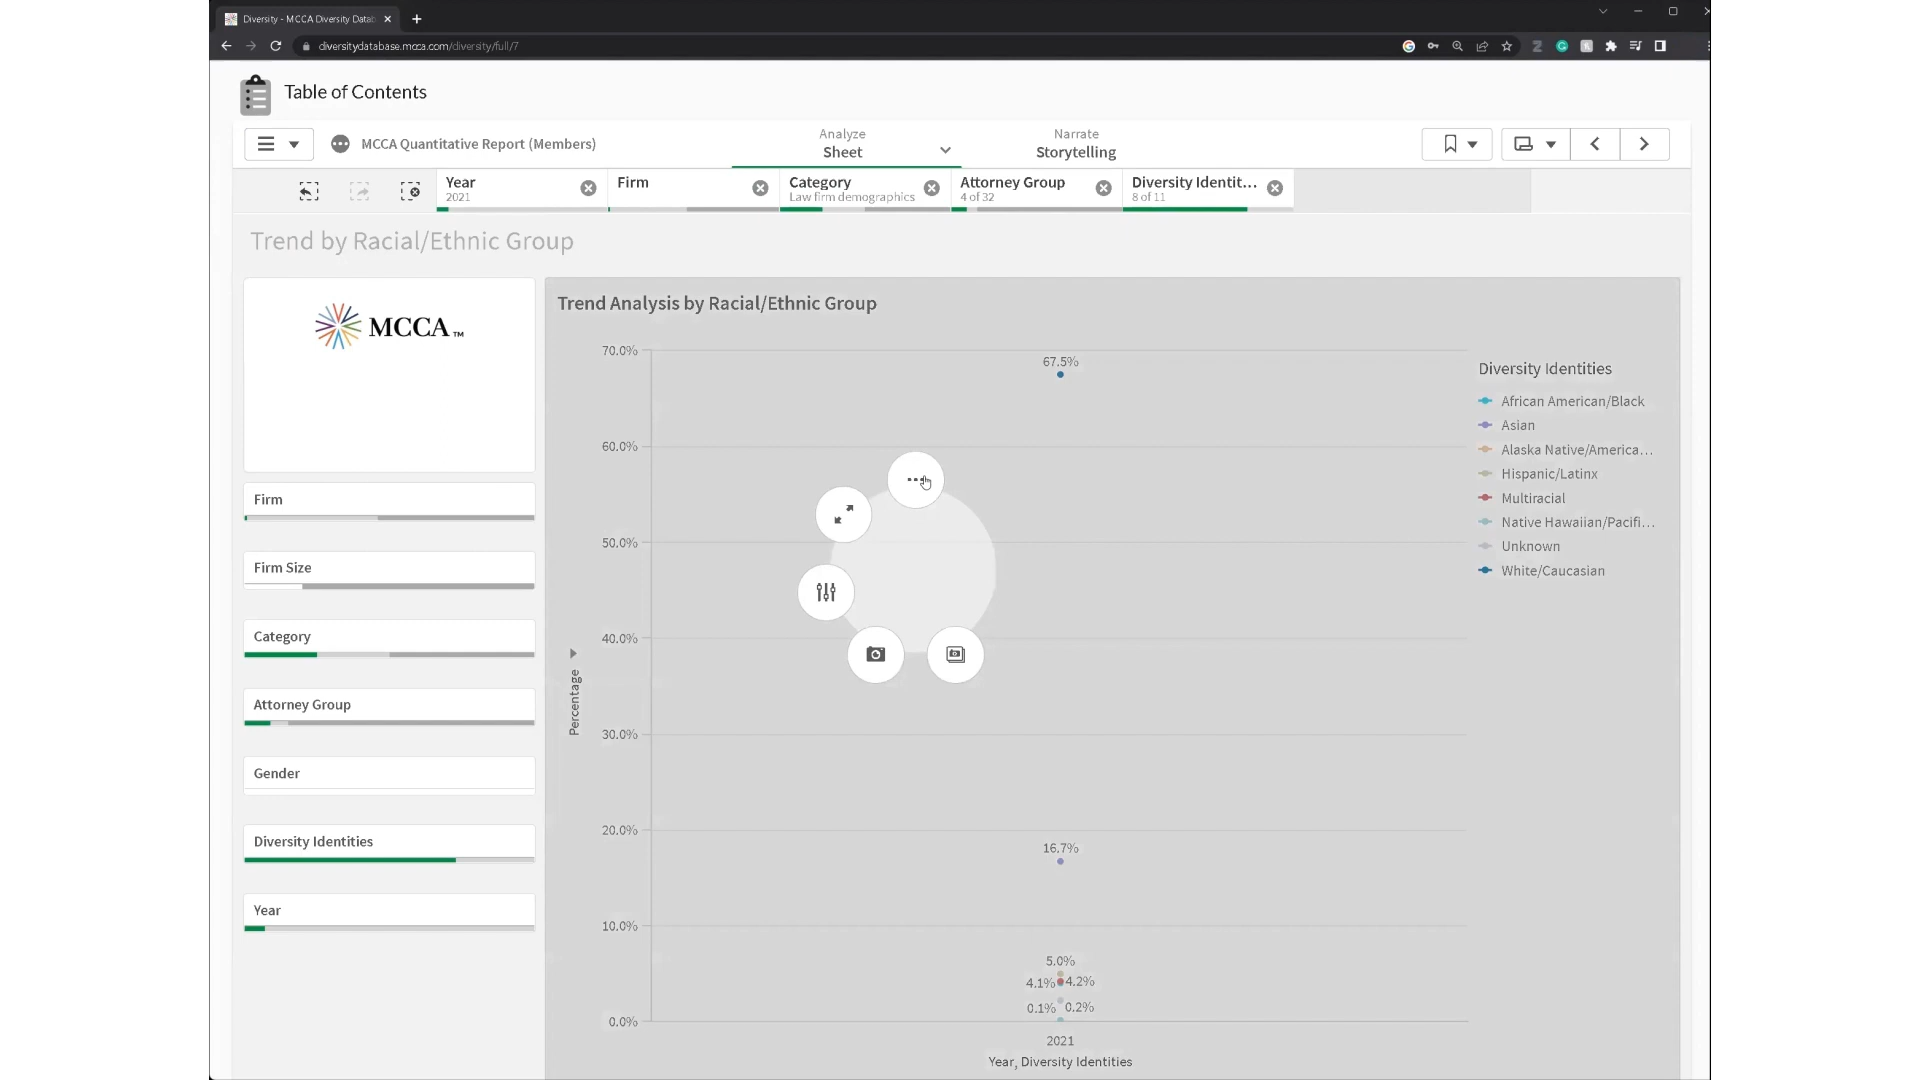 Diversity - MCCA Diversity Datab
diversitydatabase.mcca.com/diversity/full/7
Table of Contents
MCCA Quantitative Report (Members)
Analyze
Sheet
Narrate
Storytelling
Year
2021
Firm
Category
Law firm demographics
Attorney Group
4 of 32
Diversity Identit...
8 of 11
Trend by Racial/Ethnic Group
MCCA™
Firm
Firm Size
Category
Attorney Group
Gender
Diversity Identities
Year
Trend Analysis by Racial/Ethnic Group
70.0%
60.0%
50.0%
40.0%
30.0%
20.0%
10.0%
0.0%
Percentage
67.5%
16.7%
5.0%
4.1% 4.2%
0.1% 0.2%
2021
Year, Diversity Identities
Diversity Identities
African American/Black
Asian
Alaska Native/America...
Hispanic/Latinx
Multiracial
Native Hawaiian/Pacifi...
Unknown
White/Caucasian